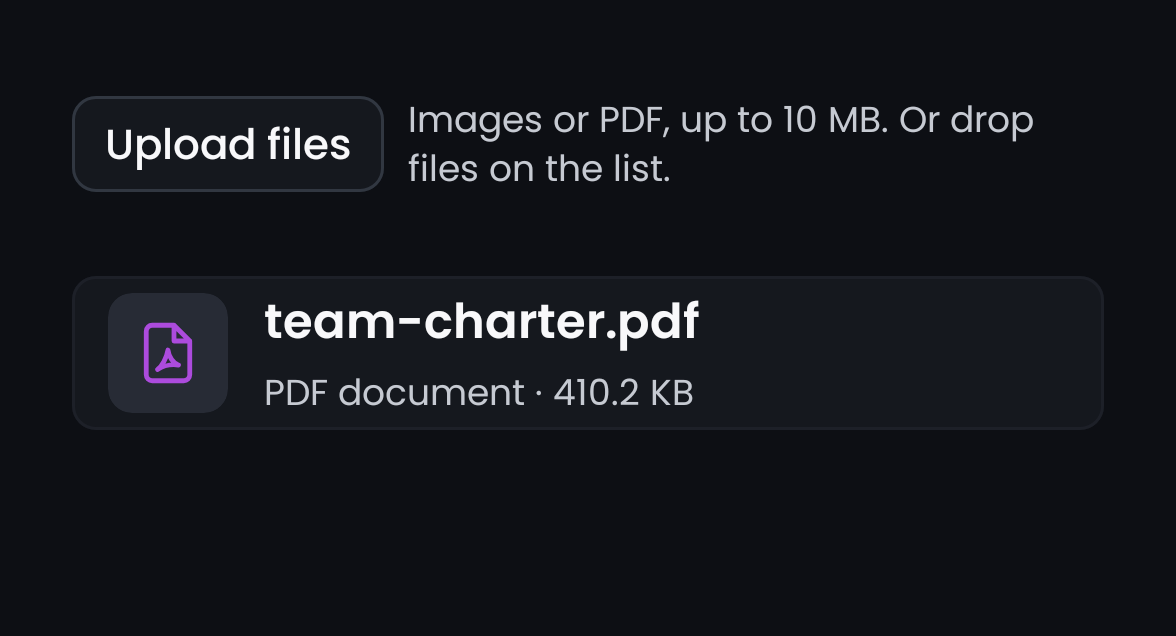 Upload files
Images or PDF, up to 10 MB. Or drop
files on the list.
team-charter.pdf
PDF document · 410.2 KB